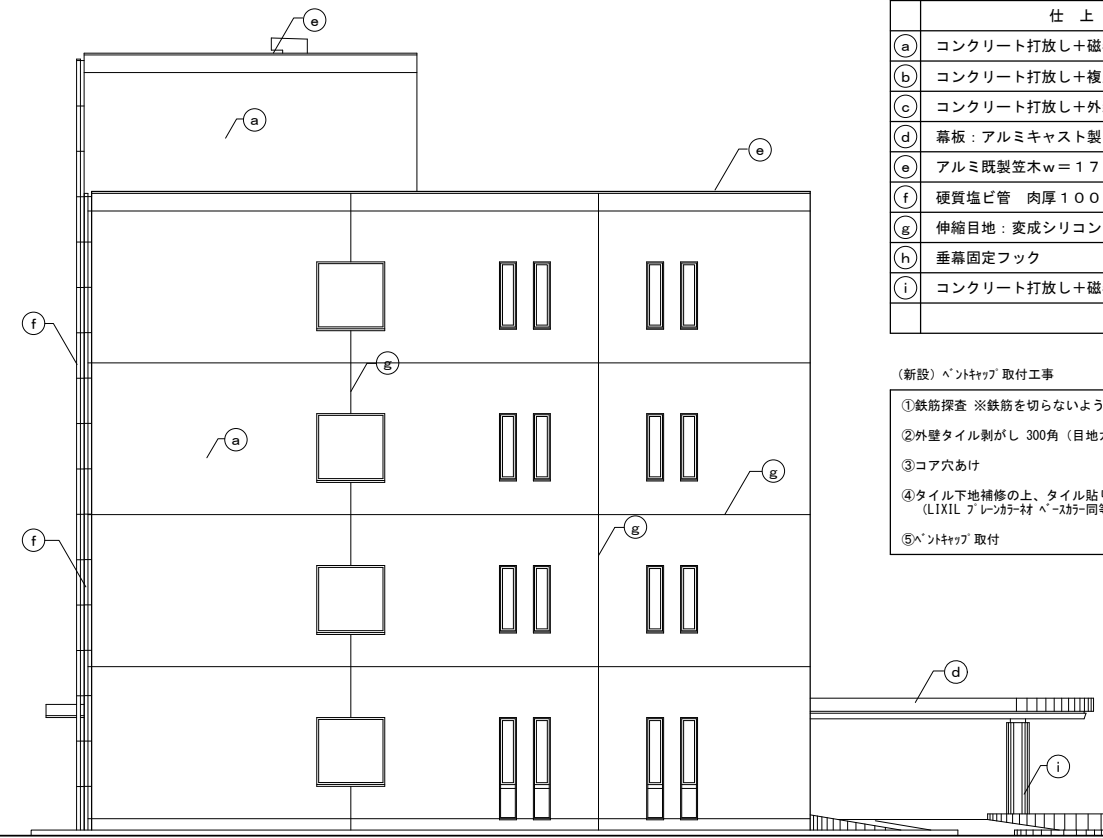 仕 上
a コンクリート打放し＋磁
b コンクリート打放し＋複
c コンクリート打放し＋外
d 幕板：アルミキャスト製
e アルミ既製笠木w＝17
f 硬質塩ビ管 肉厚100
g 伸縮目地：変成シリコン
h 垂幕固定フック
i コンクリート打放し＋磁
（新設）ベントキャップ取付工事
①鉄筋探査 ※鉄筋を切らないよう
②外壁タイル剥がし 300角（目地
③コア穴あけ
④タイル下地補修の上、タイル貼り
（LIXIL プレーンカラーネオ ベースカラー同等
⑤ベントキャップ取付
e
a
e
f
g
a
g
g
f
d
i